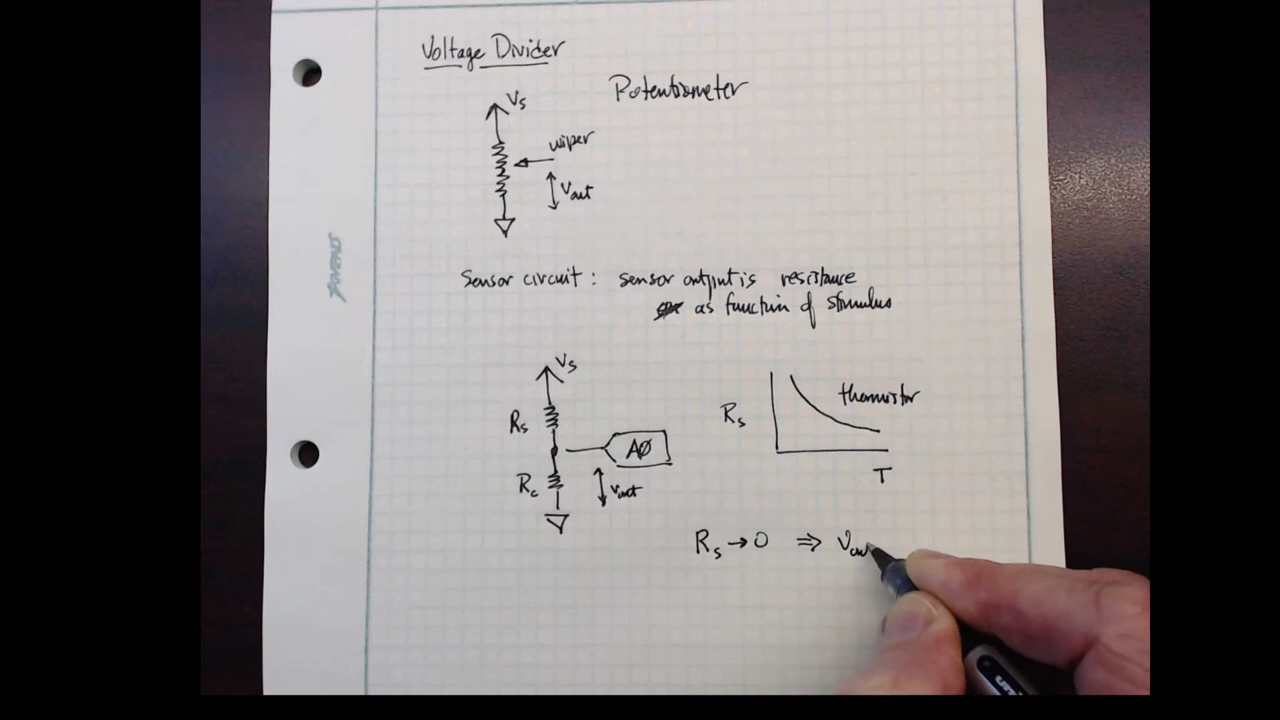 Voltage Divider
Potentiometer
Vs
wiper
Vout
Sensor circuit : sensor output is resistance
as function of stimulus
Vs
Rs
AØ
Rc
Vout
Rs
thermistor
T
Rs → 0 ⇒ Vou